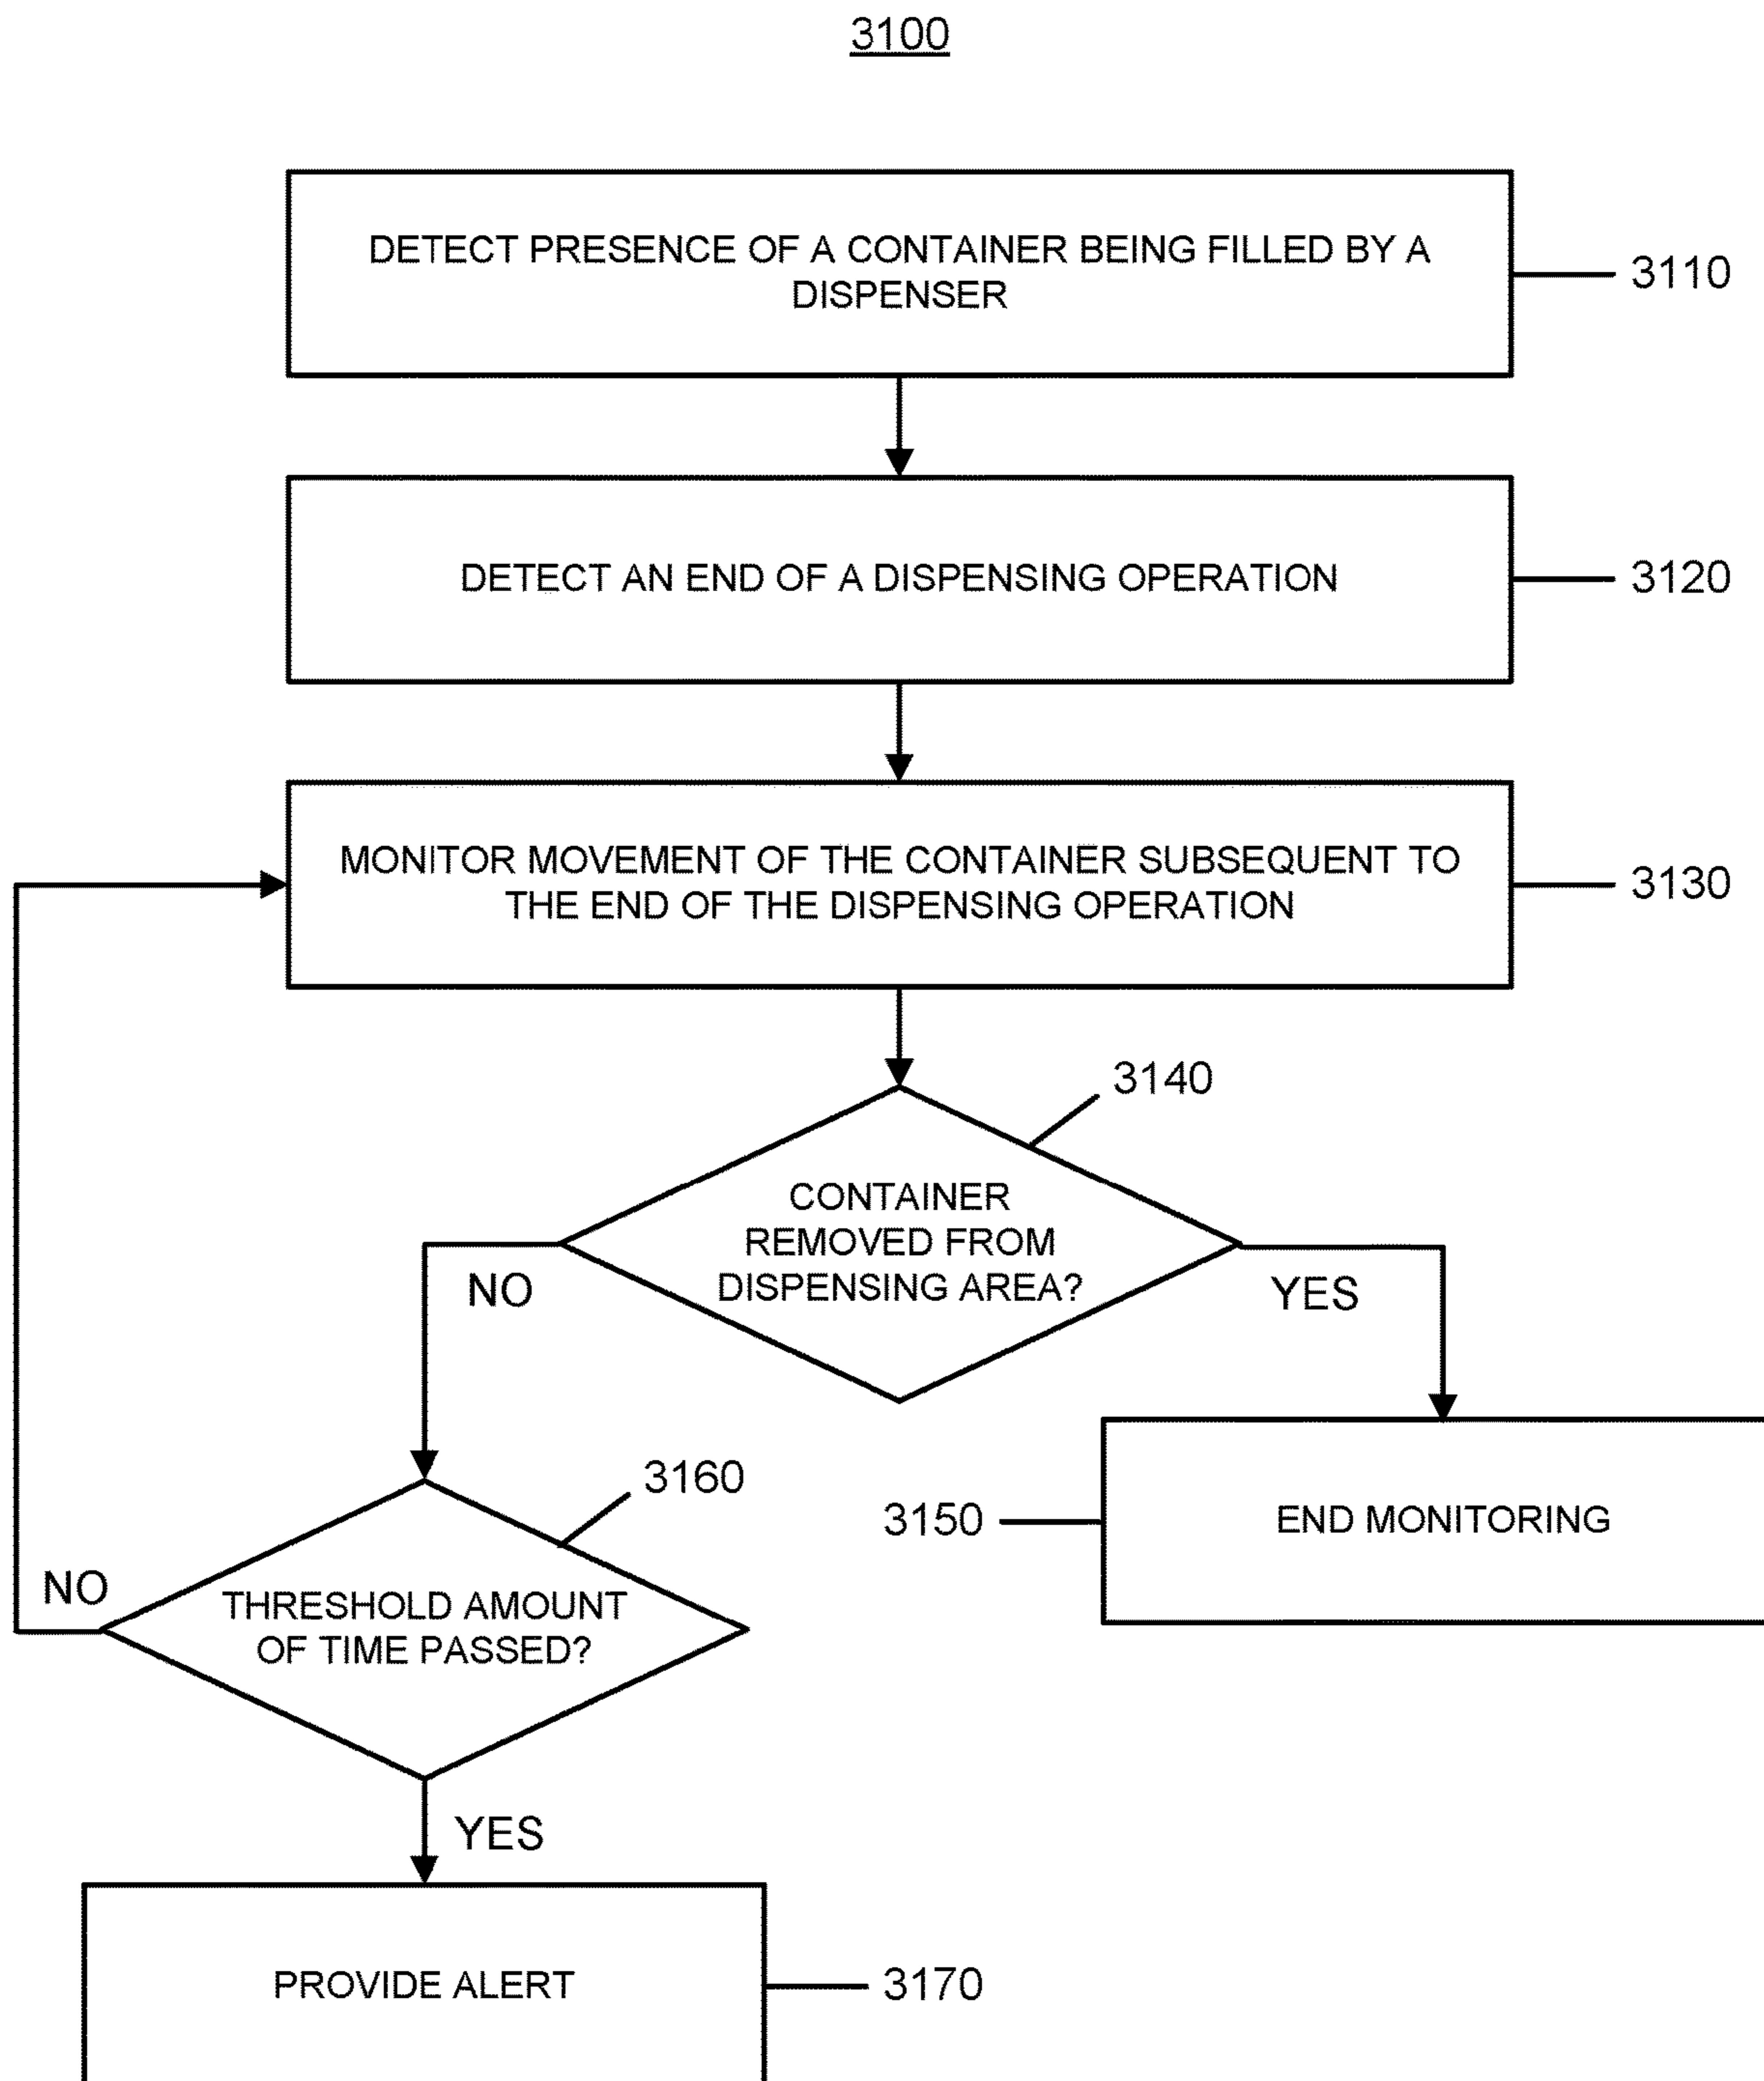 3100
DETECT PRESENCE OF A CONTAINER BEING FILLED BY A
DISPENSER
3110
DETECT AN END OF A DISPENSING OPERATION
3120
MONITOR MOVEMENT OF THE CONTAINER SUBSEQUENT TO
THE END OF THE DISPENSING OPERATION
3130
3140
CONTAINER
REMOVED FROM
DISPENSING AREA?
NO
YES
3160
3150
END MONITORING
NO
THRESHOLD AMOUNT
OF TIME PASSED?
YES
PROVIDE ALERT
3170